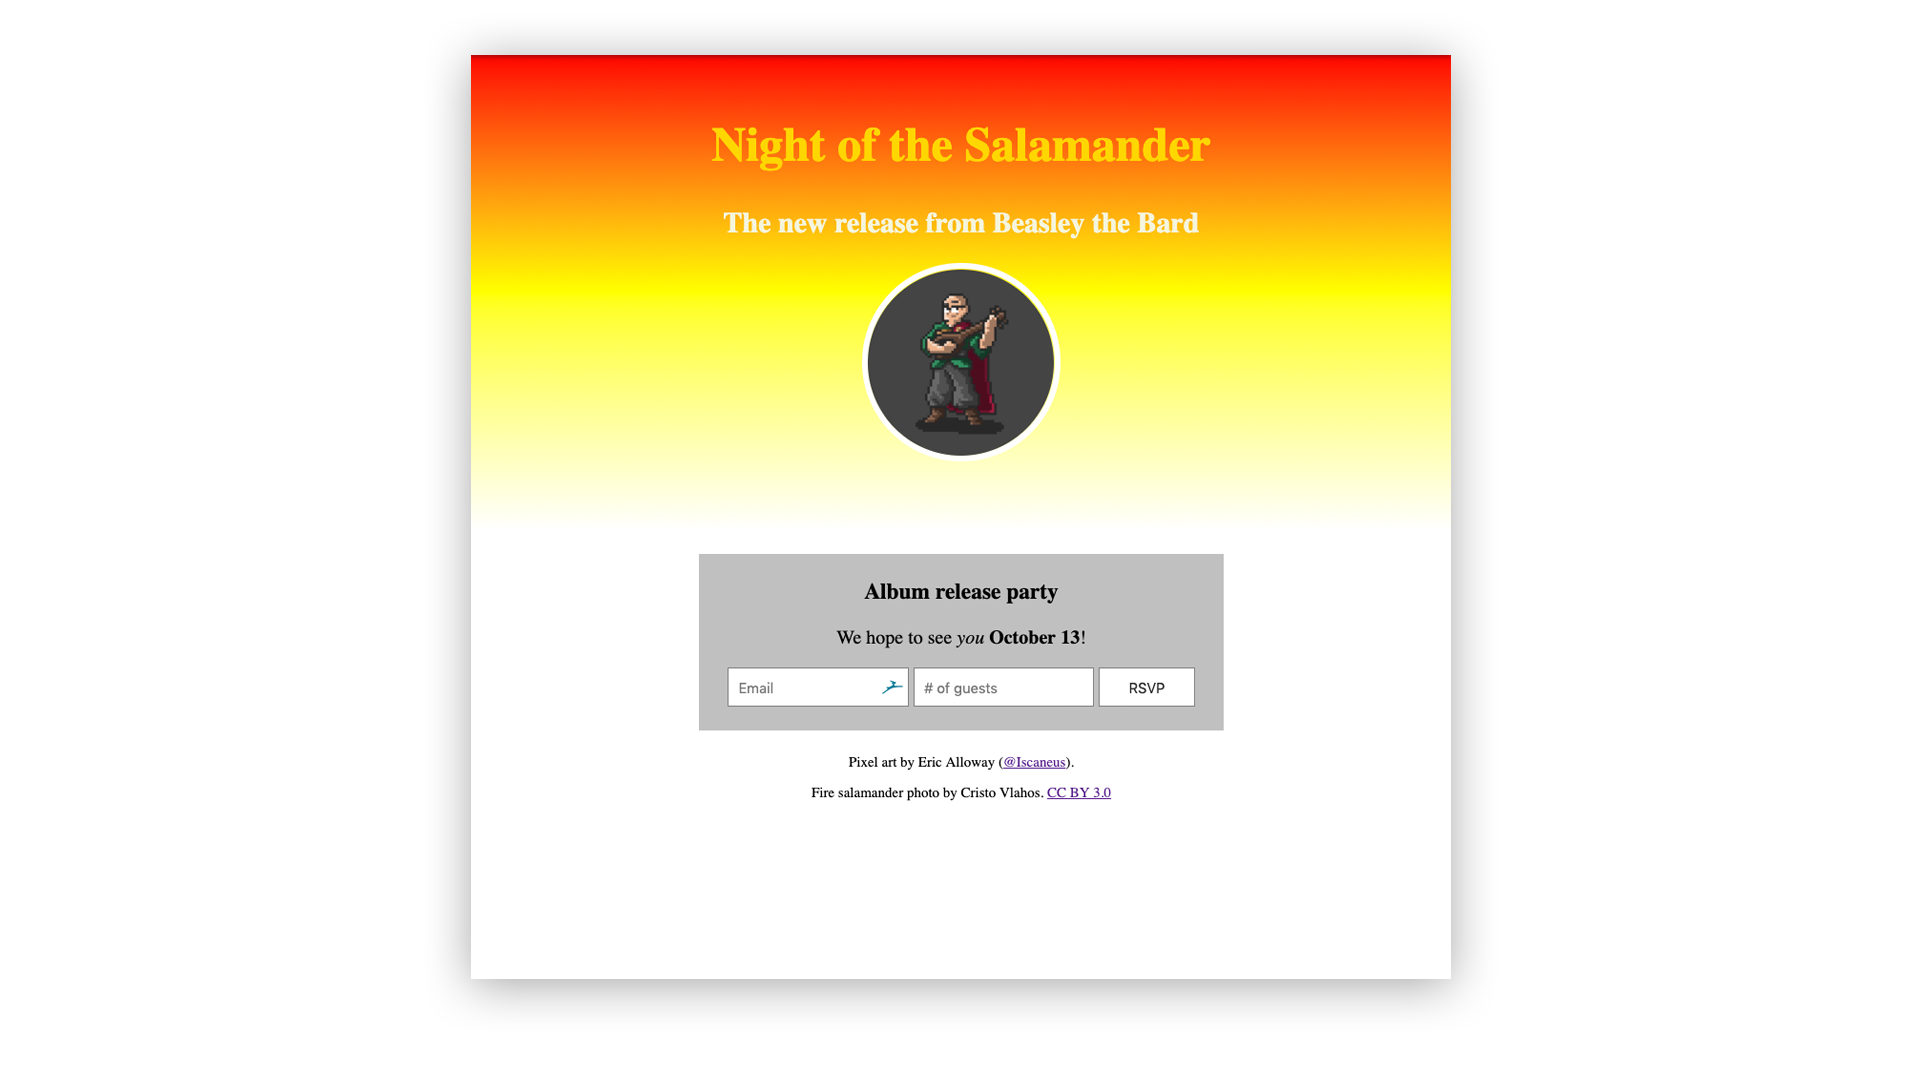 Night of the Salamander
The new release from Beasley the Bard
Album release party
We hope to see you October 13!
Email # of guests RSVP
Pixel art by Eric Alloway (@Iscaneus).
Fire salamander photo by Cristo Vlahos. CC BY 3.0